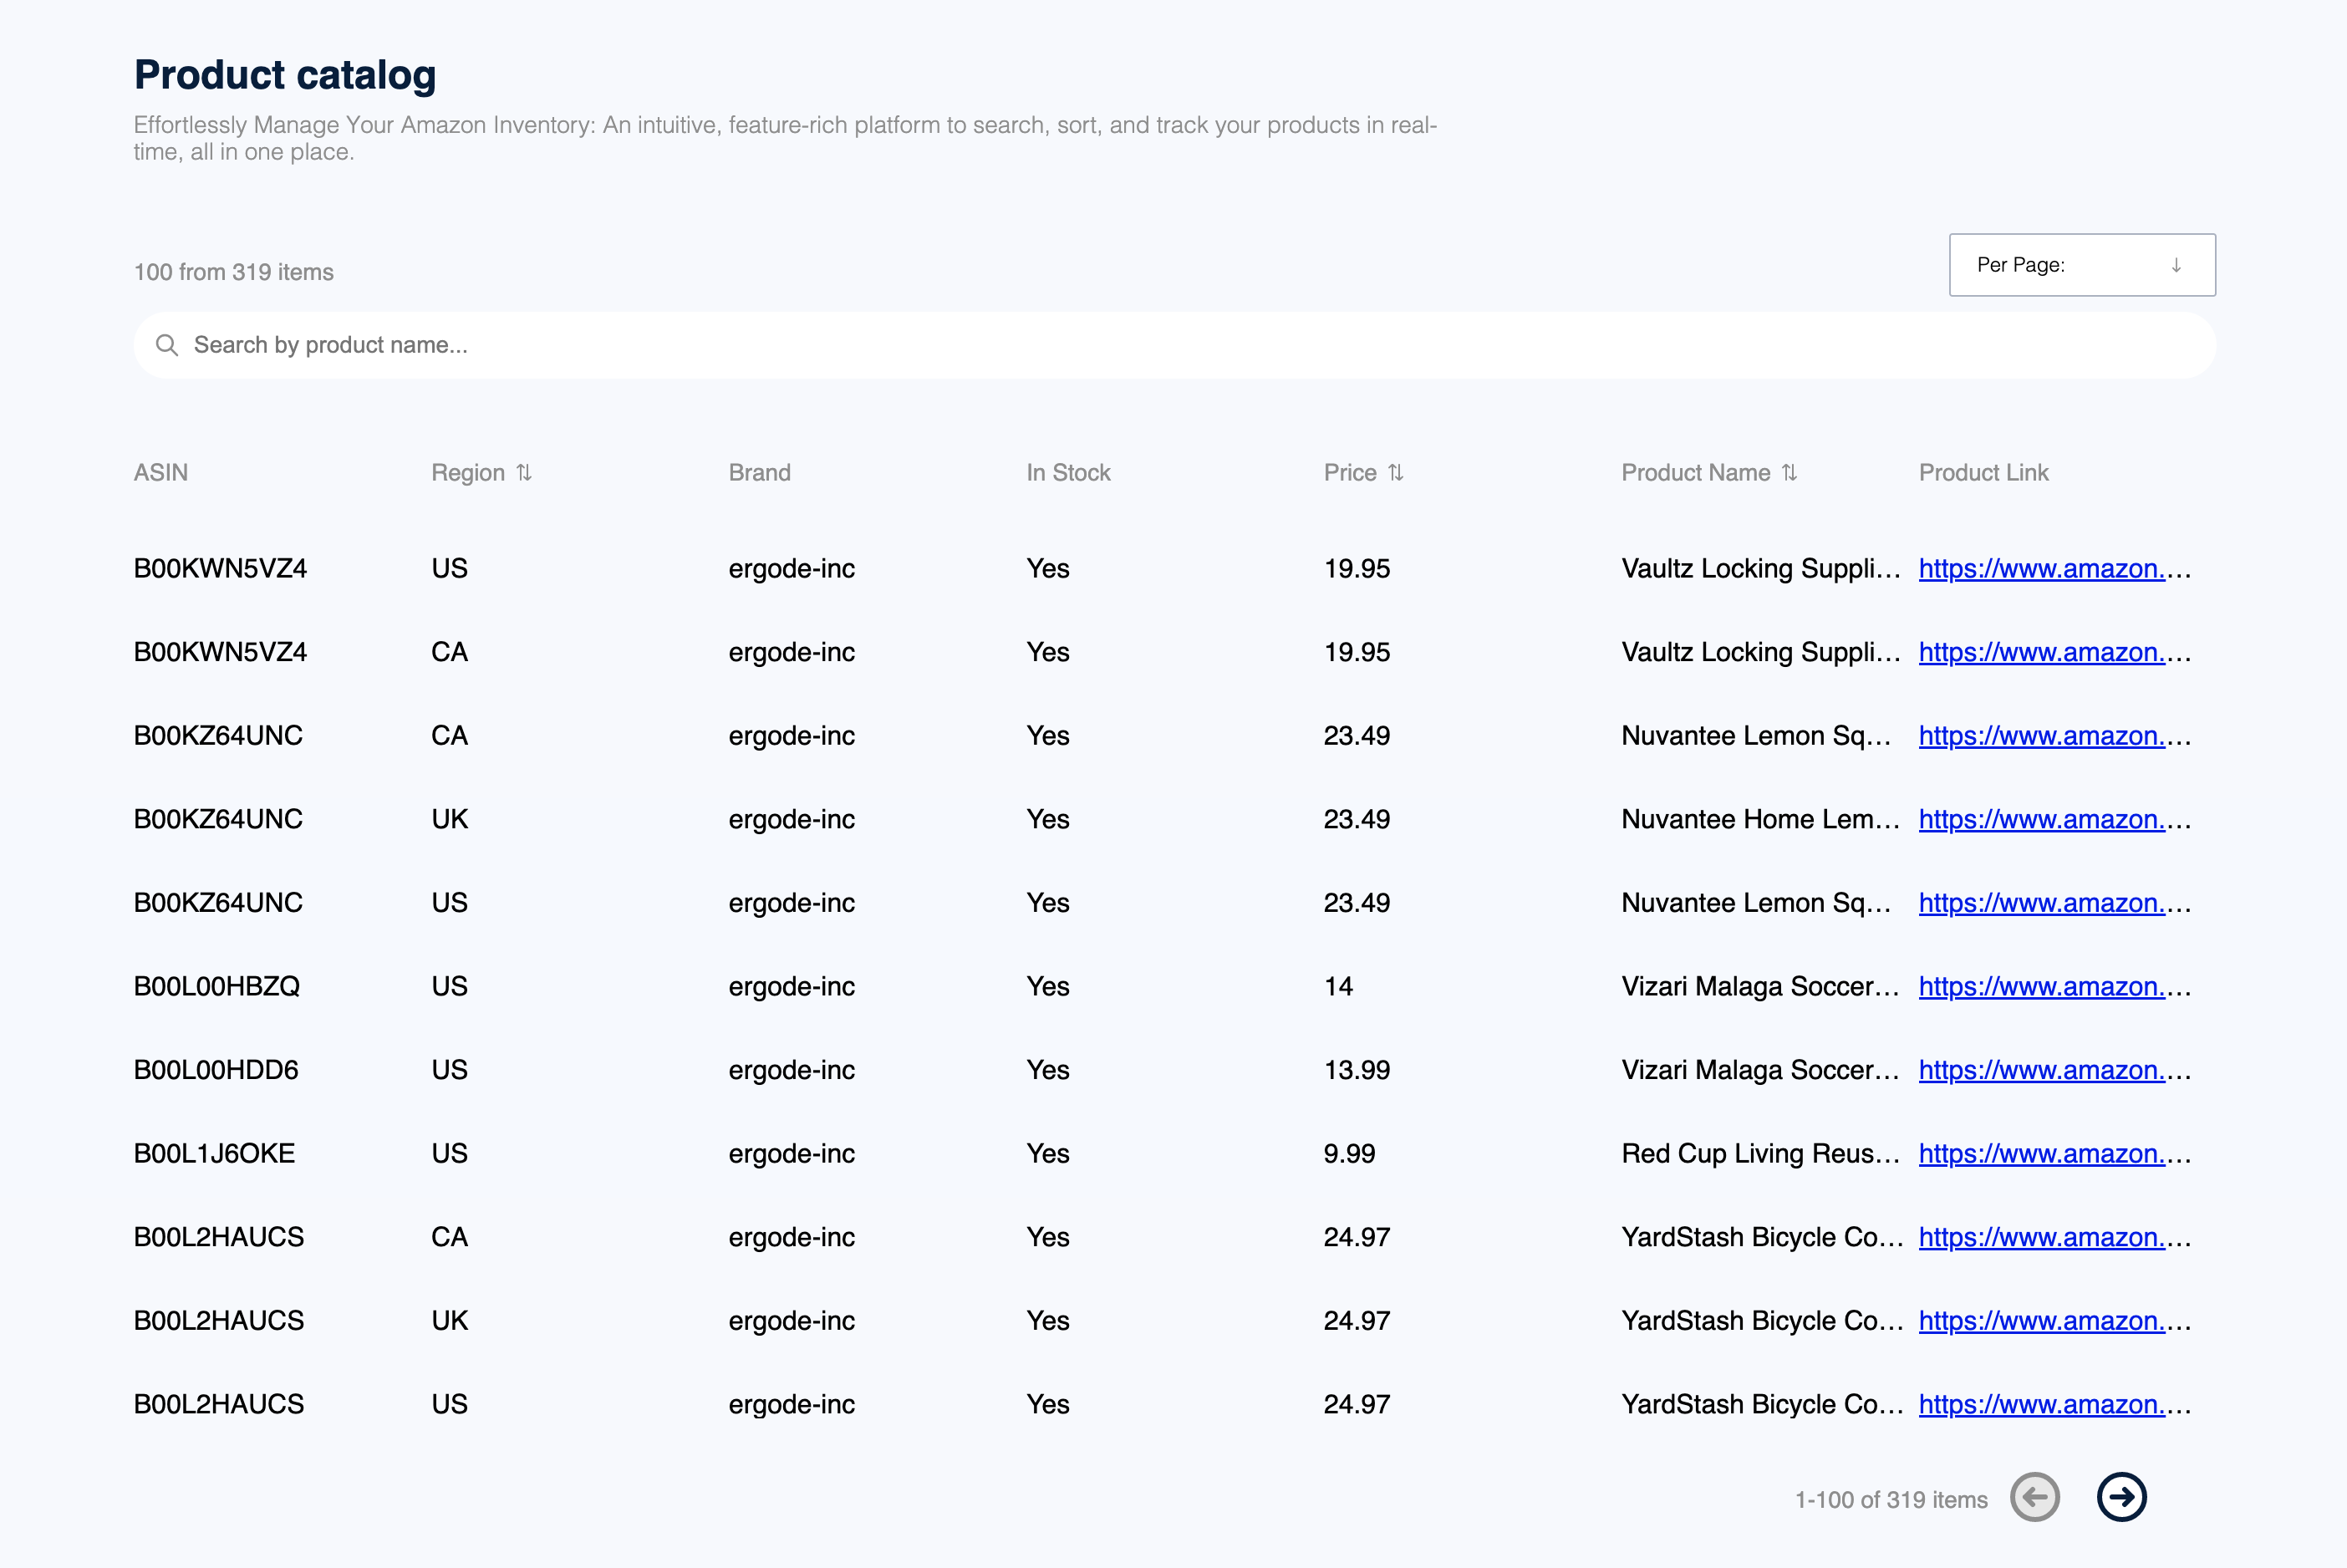 Product catalog
Effortlessly Manage Your Amazon Inventory: An intuitive, feature-rich platform to search, sort, and track your products in real-
time, all in one place.
100 from 319 items
Per Page: ↓
Search by product name...
ASIN Region ⇅ Brand In Stock Price ⇅ Product Name ⇅ Product Link
B00KWN5VZ4 US ergode-inc Yes 19.95 Vaultz Locking Suppli... https://www.amazon....
B00KWN5VZ4 CA ergode-inc Yes 19.95 Vaultz Locking Suppli... https://www.amazon....
B00KZ64UNC CA ergode-inc Yes 23.49 Nuvantee Lemon Sq... https://www.amazon....
B00KZ64UNC UK ergode-inc Yes 23.49 Nuvantee Home Lem... https://www.amazon....
B00KZ64UNC US ergode-inc Yes 23.49 Nuvantee Lemon Sq... https://www.amazon....
B00L00HBZQ US ergode-inc Yes 14 Vizari Malaga Soccer... https://www.amazon....
B00L00HDD6 US ergode-inc Yes 13.99 Vizari Malaga Soccer... https://www.amazon....
B00L1J6OKE US ergode-inc Yes 9.99 Red Cup Living Reus... https://www.amazon....
B00L2HAUCS CA ergode-inc Yes 24.97 YardStash Bicycle Co... https://www.amazon....
B00L2HAUCS UK ergode-inc Yes 24.97 YardStash Bicycle Co... https://www.amazon....
B00L2HAUCS US ergode-inc Yes 24.97 YardStash Bicycle Co... https://www.amazon....
1-100 of 319 items